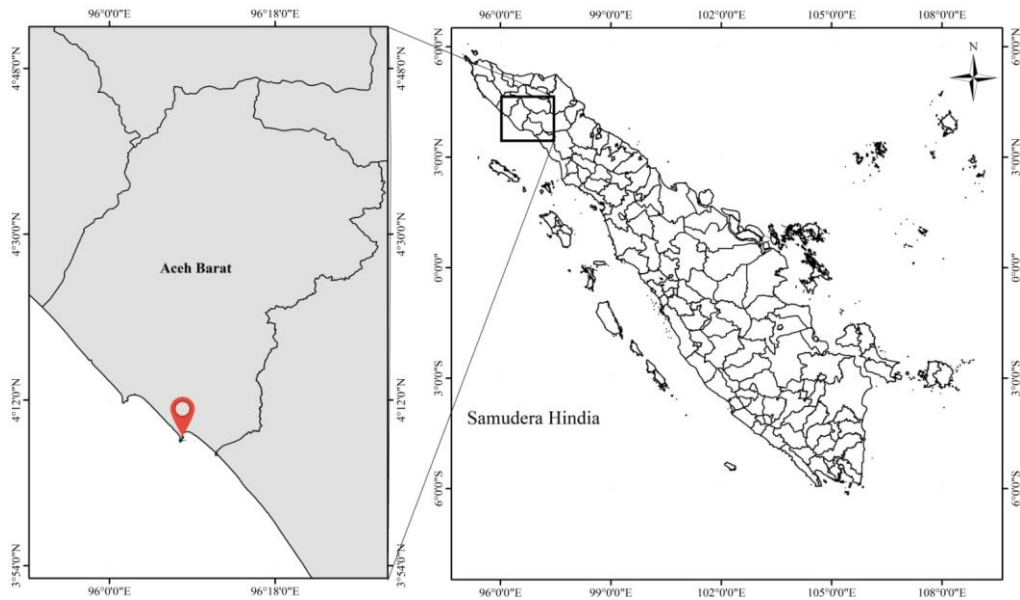 96°0'0"E 96°18'0"E
4°48'0"N 4°48'0"N
4°30'0"N 4°30'0"N
Aceh Barat
4°12'0"N 4°12'0"N
3°54'0"N 3°54'0"N
96°0'0"E 96°18'0"E
96°0'0"E 99°0'0"E 102°0'0"E 105°0'0"E 108°0'0"E
6°0'0"N 6°0'0"N
N
3°0'0"N 3°0'0"N
0°0'0" 0°0'0"
3°0'0"S 3°0'0"S
Samudera Hindia
6°0'0"S 6°0'0"S
96°0'0"E 99°0'0"E 102°0'0"E 105°0'0"E 108°0'0"E